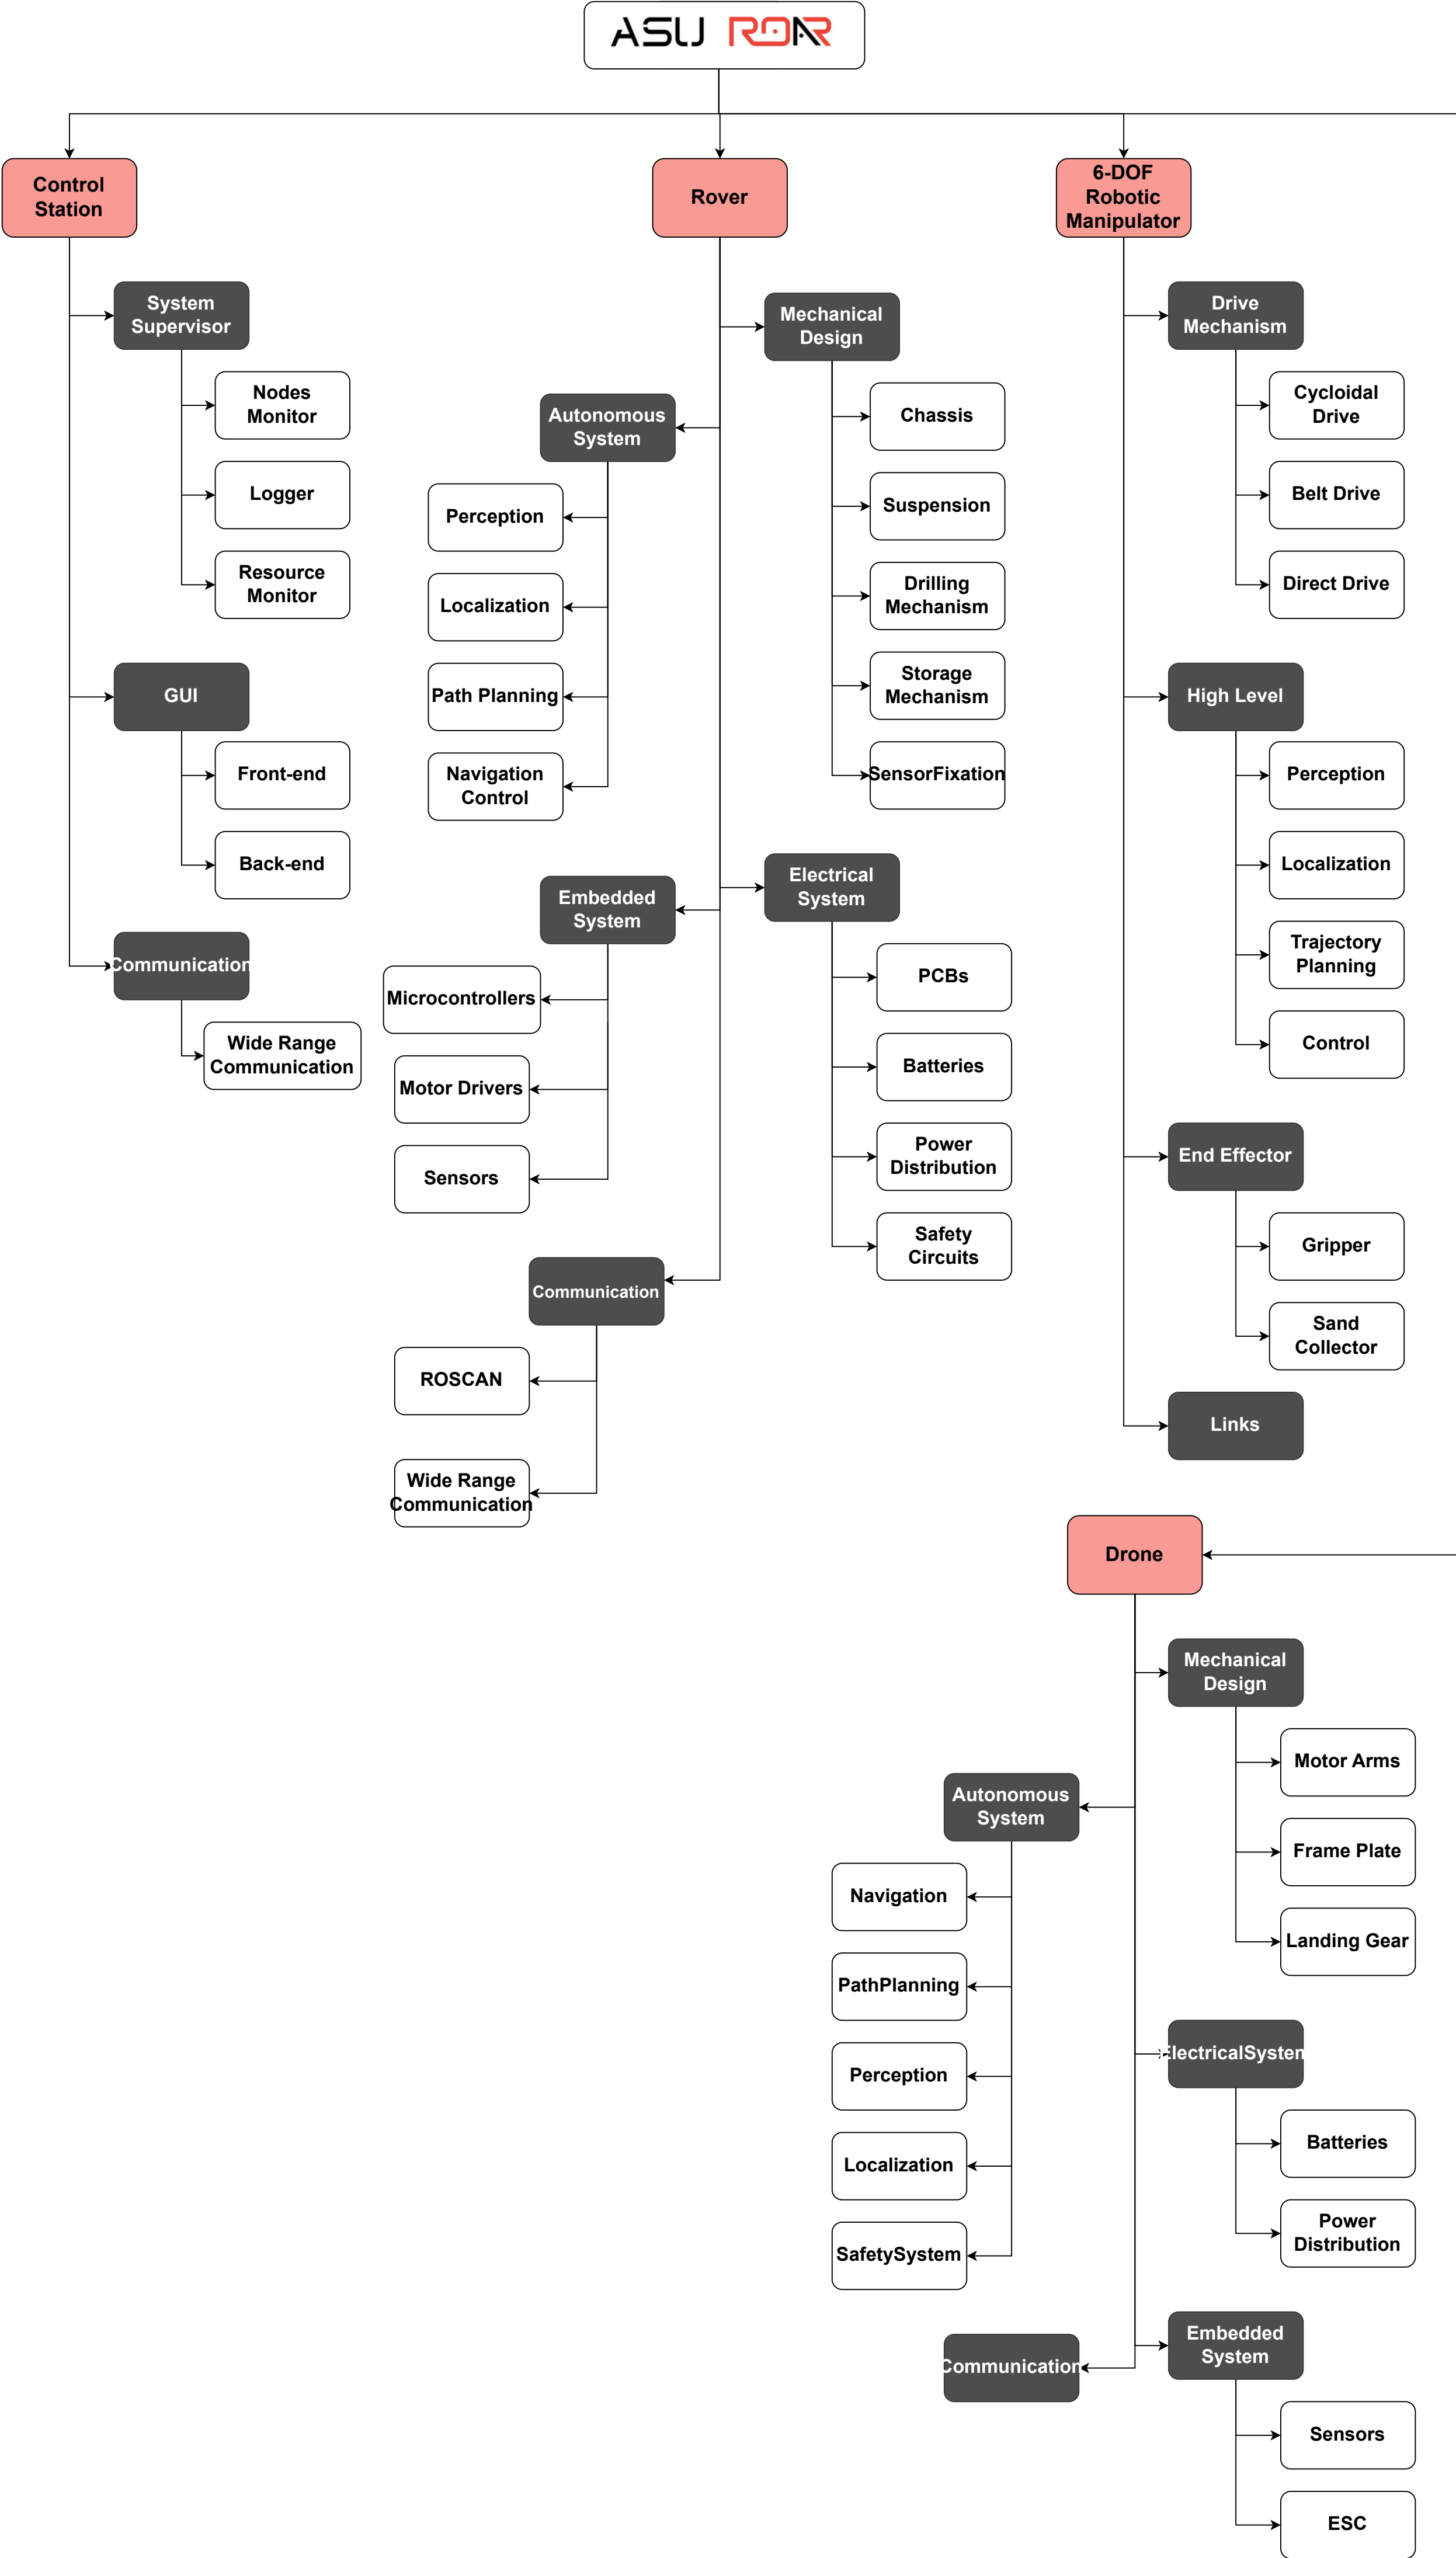 ASU ROAR
Control
Station
System
Supervisor
Nodes
Monitor
Logger
Resource
Monitor
GUI
Front-end
Back-end
Communication
Wide Range
Communication
Rover
Mechanical
Design
Chassis
Suspension
Drilling
Mechanism
Storage
Mechanism
SensorFixation
Autonomous
System
Perception
Localization
Path Planning
Navigation
Control
Electrical
System
PCBs
Batteries
Power
Distribution
Safety
Circuits
Embedded
System
Microcontrollers
Motor Drivers
Sensors
Communication
ROSCAN
Wide Range
Communication
6-DOF
Robotic
Manipulator
Drive
Mechanism
Cycloidal
Drive
Belt Drive
Direct Drive
High Level
Perception
Localization
Trajectory
Planning
Control
End Effector
Gripper
Sand
Collector
Links
Drone
Mechanical
Design
Motor Arms
Frame Plate
Landing Gear
Autonomous
System
Navigation
PathPlanning
Perception
Localization
SafetySystem
ElectricalSystem
Batteries
Power
Distribution
Communication
Embedded
System
Sensors
ESC